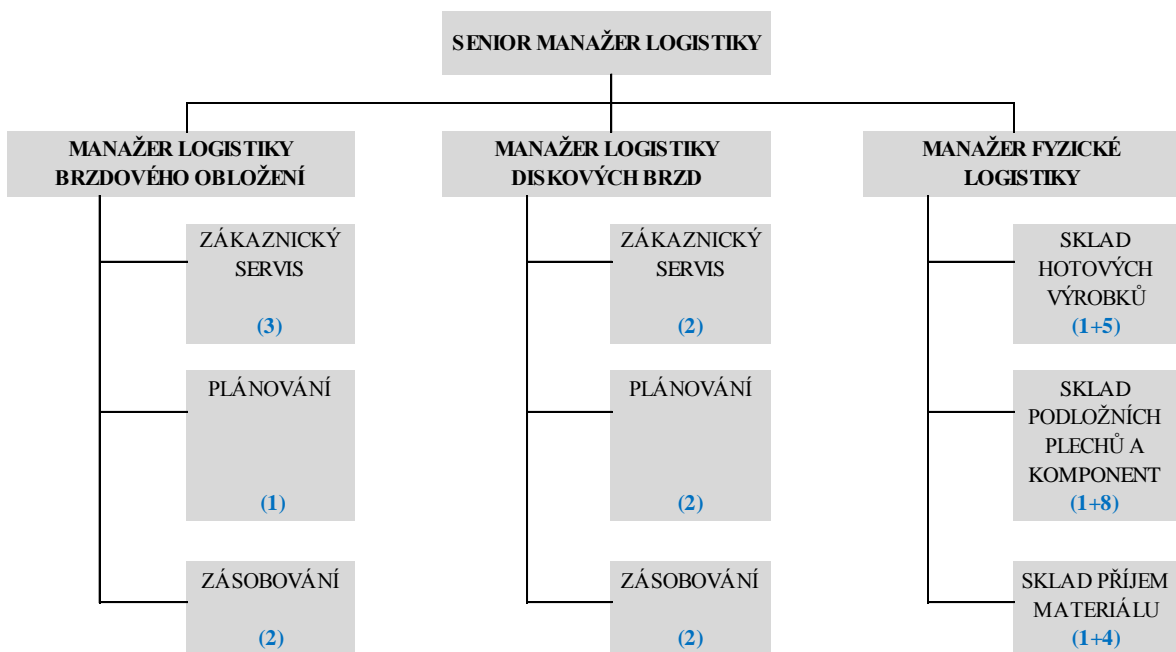 SENIOR MANAŽER LOGISTIKY
MANAŽER LOGISTIKY
BRZDOVÉHO OBLOŽENÍ
ZÁKAZNICKÝ
SERVIS
(3)
PLÁNOVÁNÍ
(1)
ZÁSOBOVÁNÍ
(2)
MANAŽER LOGISTIKY
DISKOVÝCH BRZD
ZÁKAZNICKÝ
SERVIS
(2)
PLÁNOVÁNÍ
(2)
ZÁSOBOVÁNÍ
(2)
MANAŽER FYZICKÉ
LOGISTIKY
SKLAD
HOTOVÝCH
VÝROBKŮ
(1+5)
SKLAD
PODLOŽNÍCH
PLECHŮ A
KOMPONENT
(1+8)
SKLAD PŘÍJEM
MATERIÁLU
(1+4)